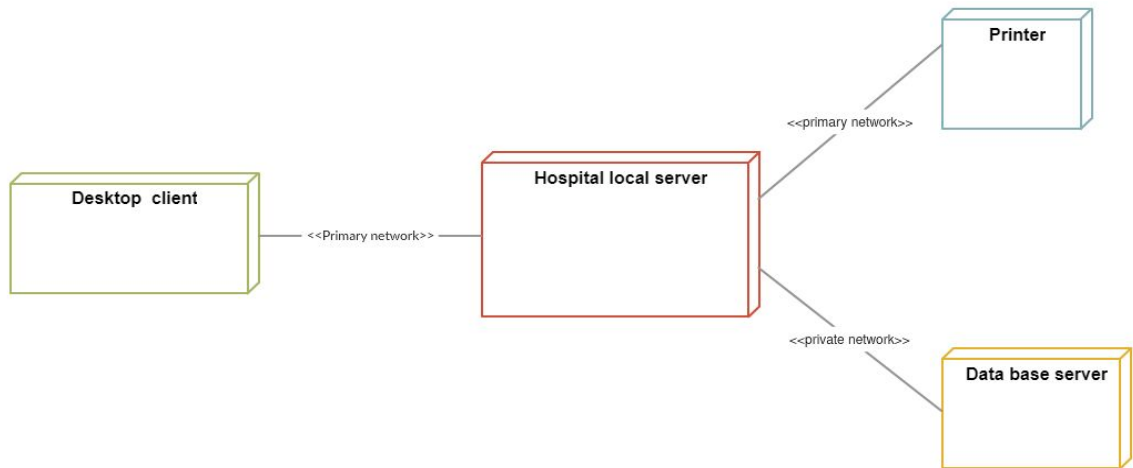 Printer
<<primary network>>
Hospital local server
Desktop client
<<Primary network>>
<<private network>>
Data base server